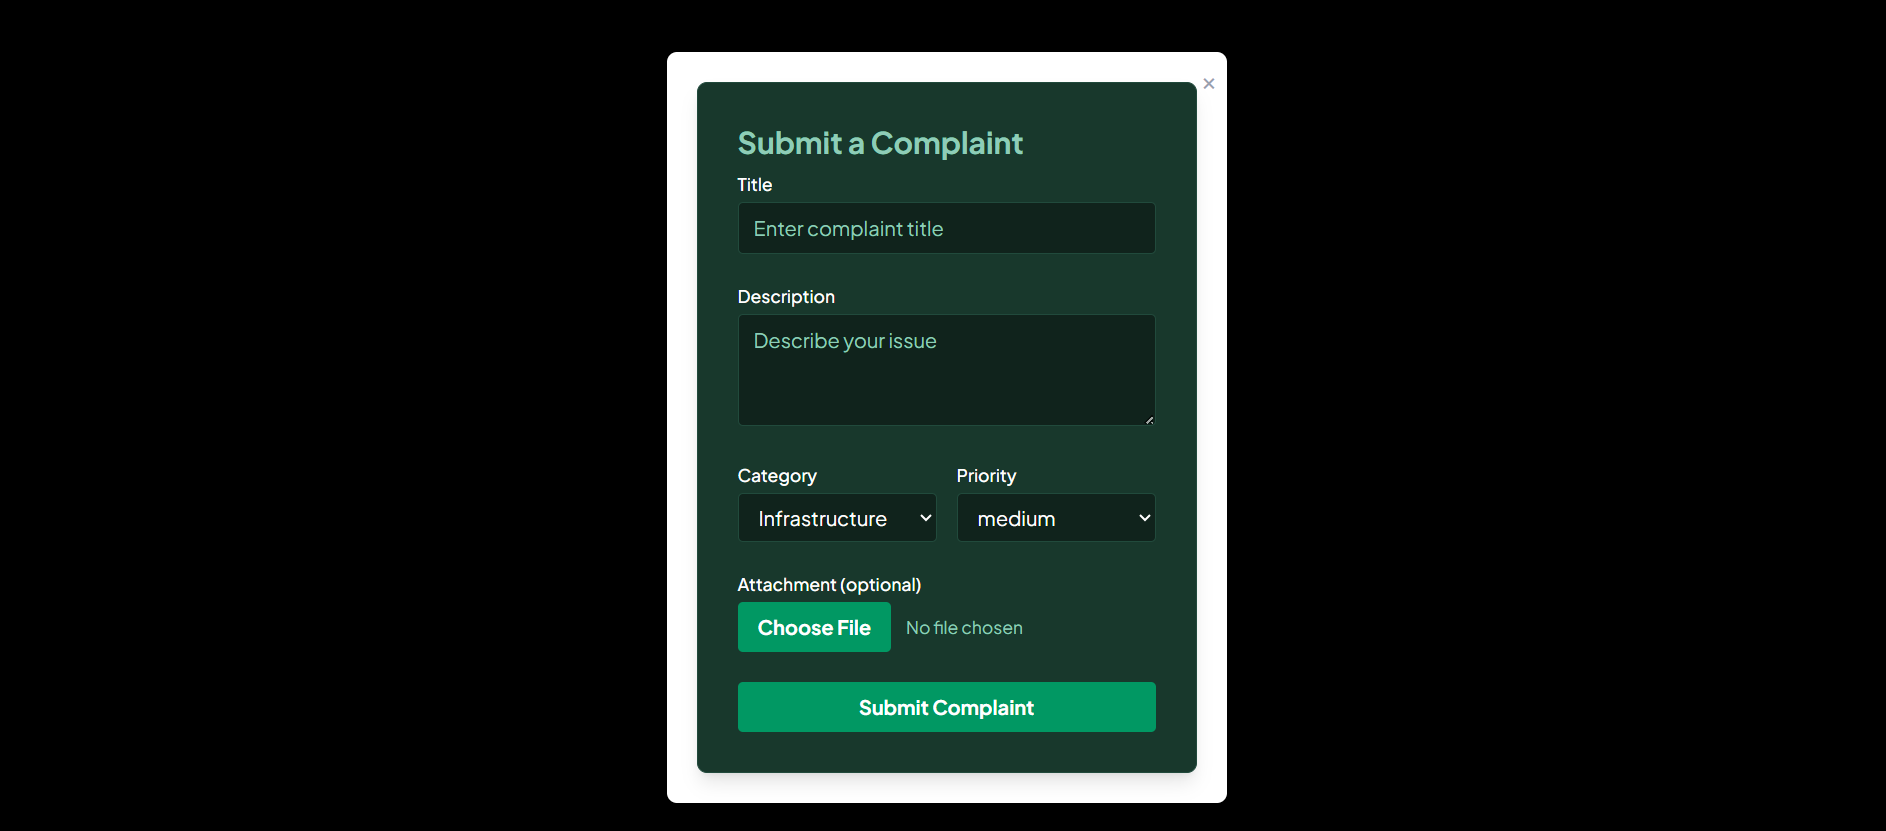 ×
Submit a Complaint
Title
Enter complaint title
Description
Describe your issue
Category
Priority
Infrastructure
medium
Attachment (optional)
Choose File
No file chosen
Submit Complaint